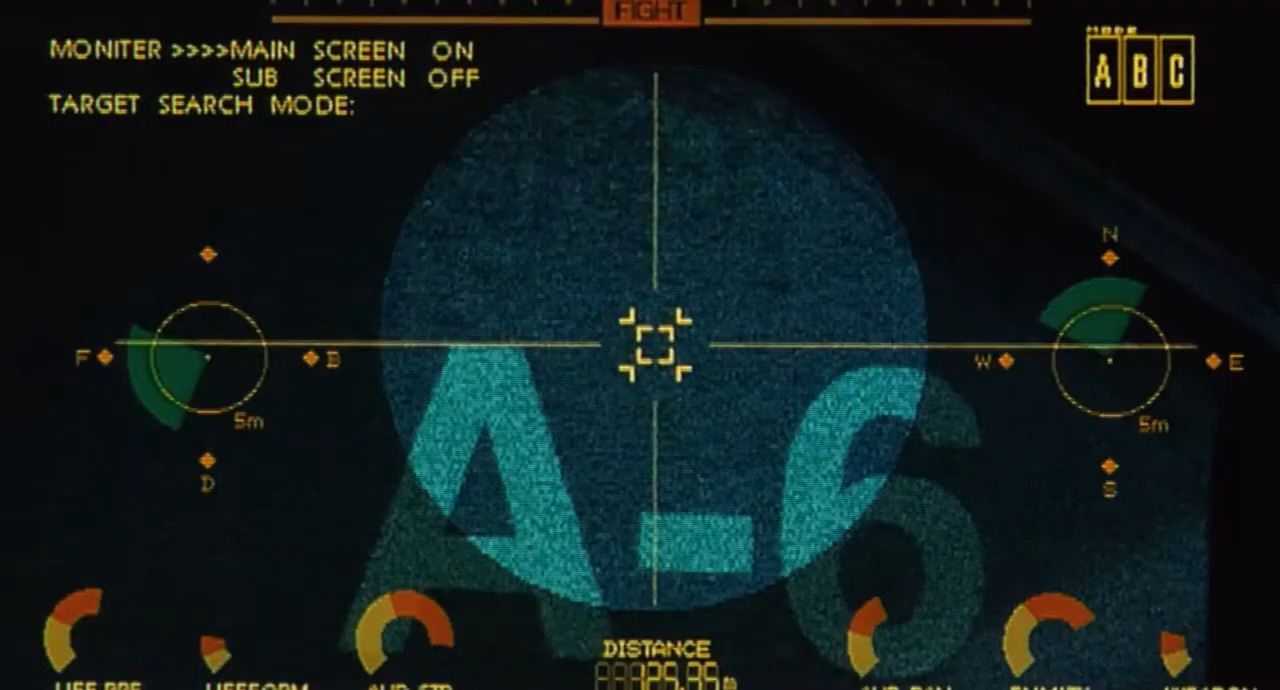 FIGHT
MONITER >>>>MAIN SCREEN ON
SUB SCREEN OFF
TARGET SEARCH MODE:
MODE
A B C
N
F B
W E
5m
5m
D
S
A-6
DISTANCE